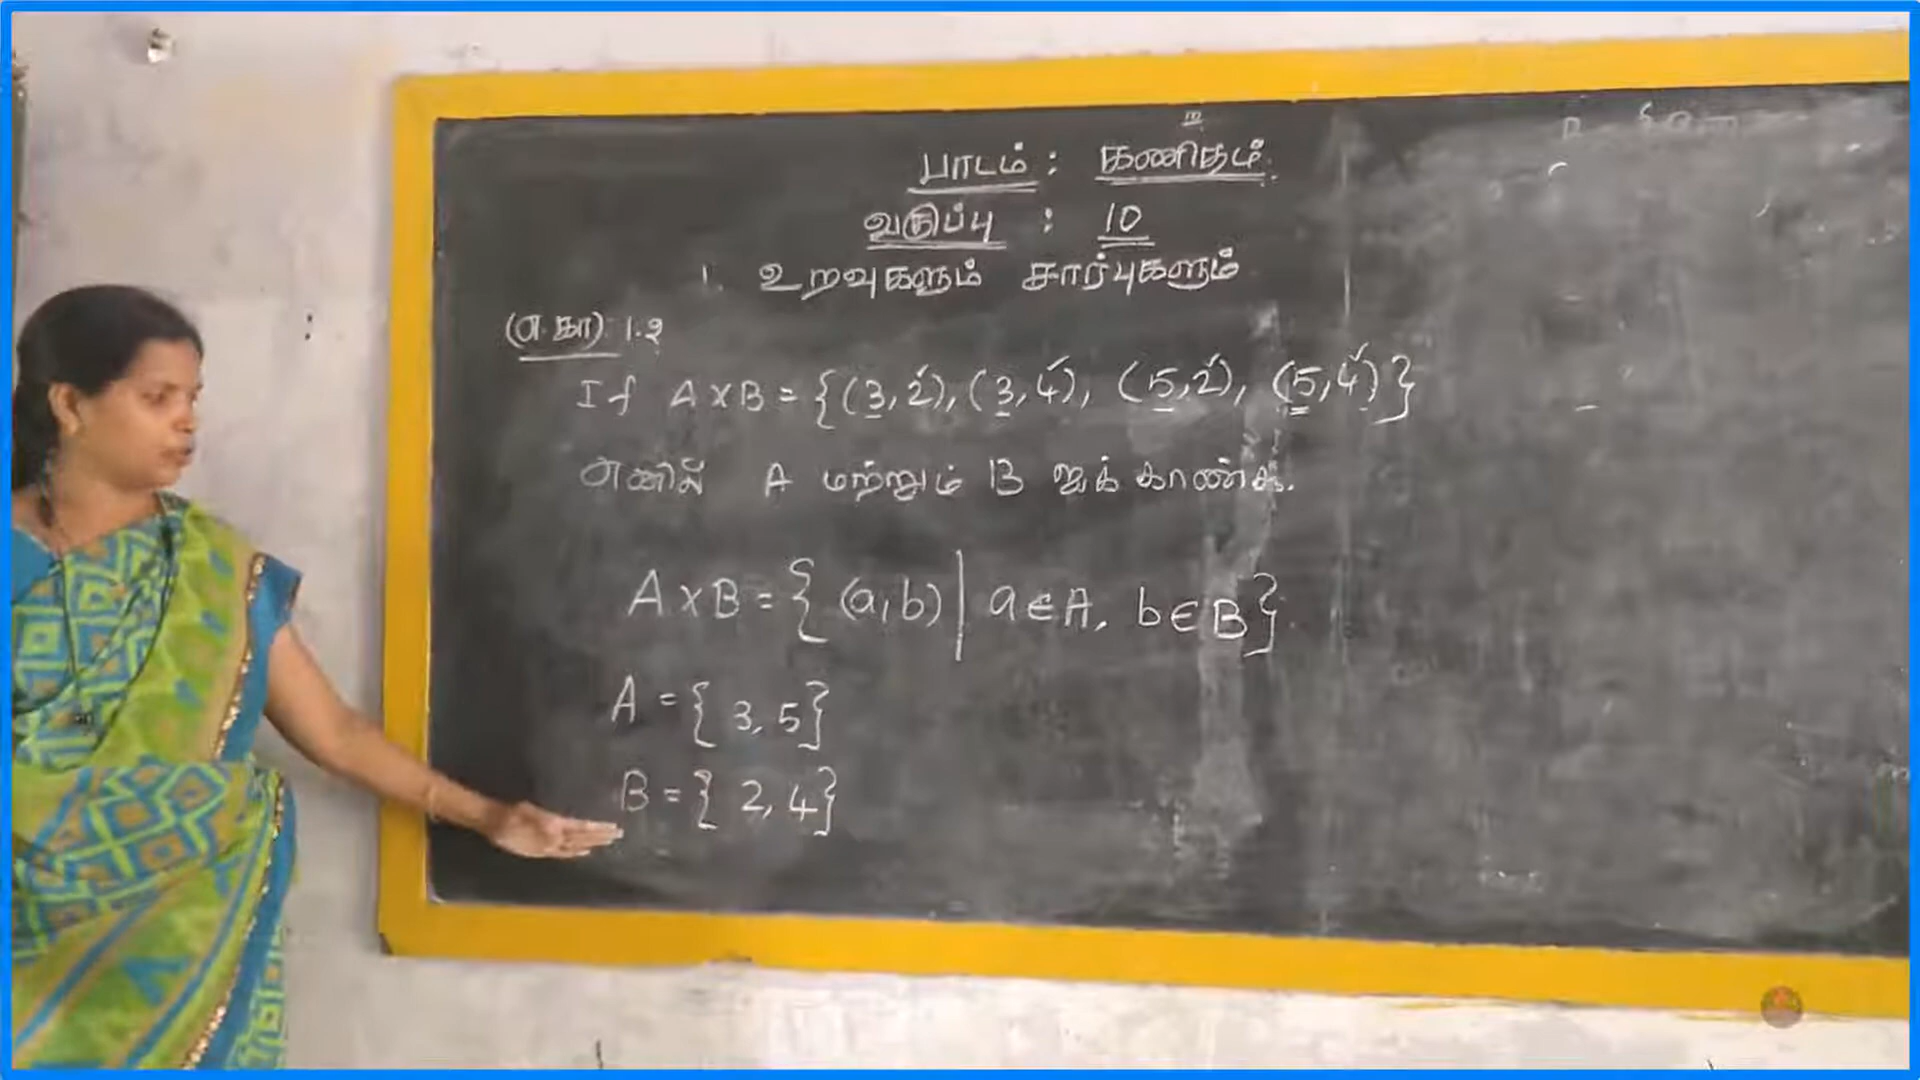 பாடம் : கணிதம்.
வகுப்பு : 10
1. உறவுகளும் சார்புகளும்
(எ.கா) 1.2
If A×B = {(3,2),(3,4), (5,2), (5,4)}
எனில் A மற்றும் B ஐக் காண்க.
A×B = { (a,b) | a∈A, b∈B}.
A = { 3, 5}
B = { 2, 4}